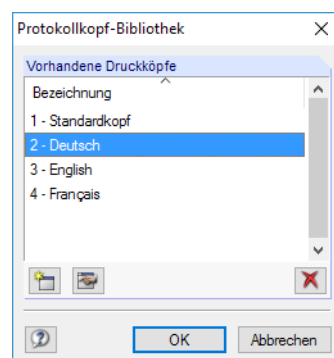 Protokollkopf-Bibliothek
Vorhandene Druckköpfe
Bezeichnung
1 - Standardkopf
2 - Deutsch
3 - English
4 - Français
OK
Abbrechen